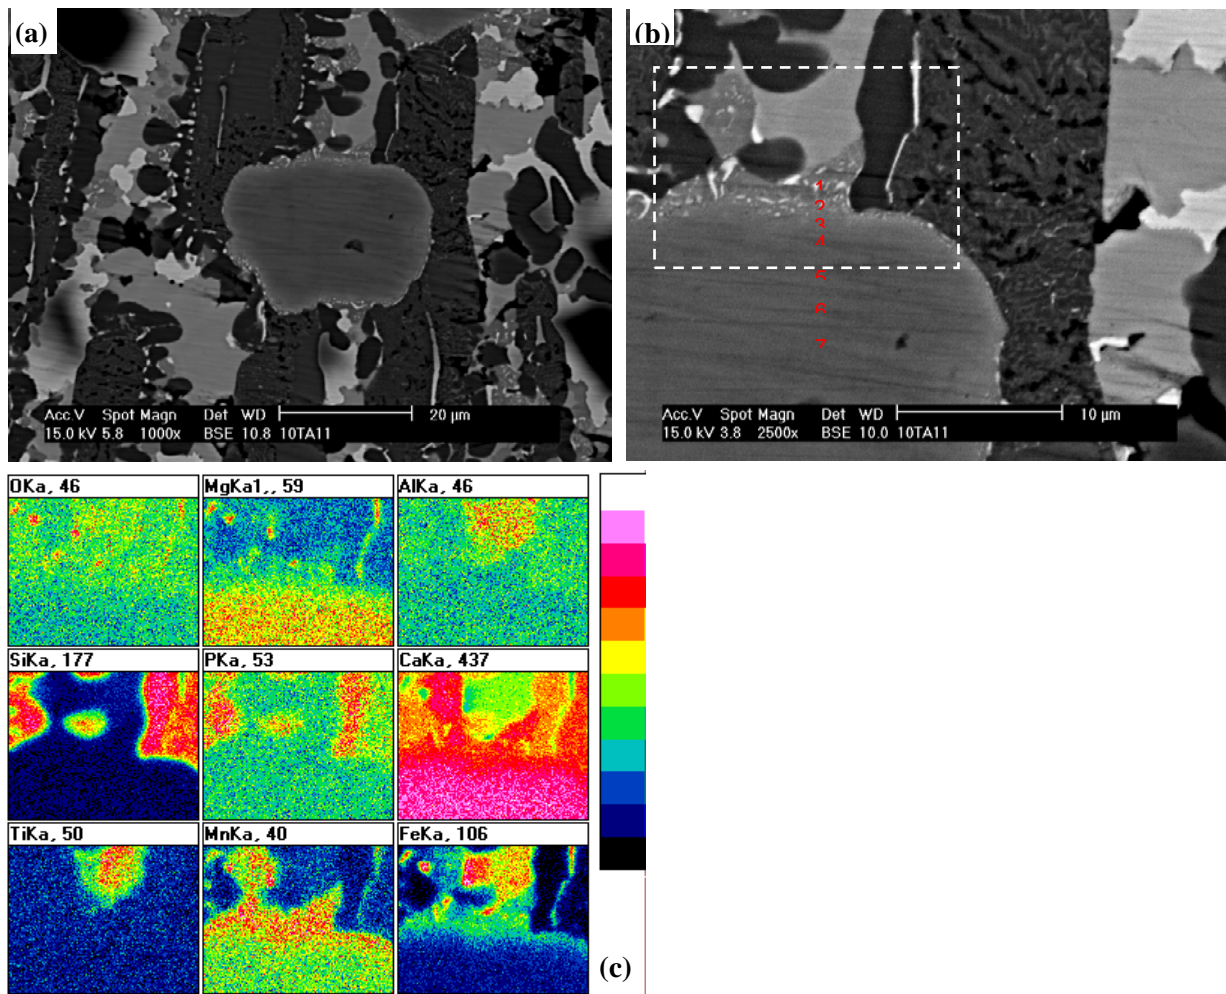 (a)
Acc.V Spot Magn Det WD 20 µm
15.0 kV 5.8 1000x BSE 10.8 10TA11
(b)
1
2
3
4
5
6
7
Acc.V Spot Magn Det WD 10 µm
15.0 kV 3.8 2500x BSE 10.0 10TA11
OKa, 46
MgKa1,, 59
AlKa, 46
SiKa, 177
PKa, 53
CaKa, 437
TiKa, 50
MnKa, 40
FeKa, 106
(c)